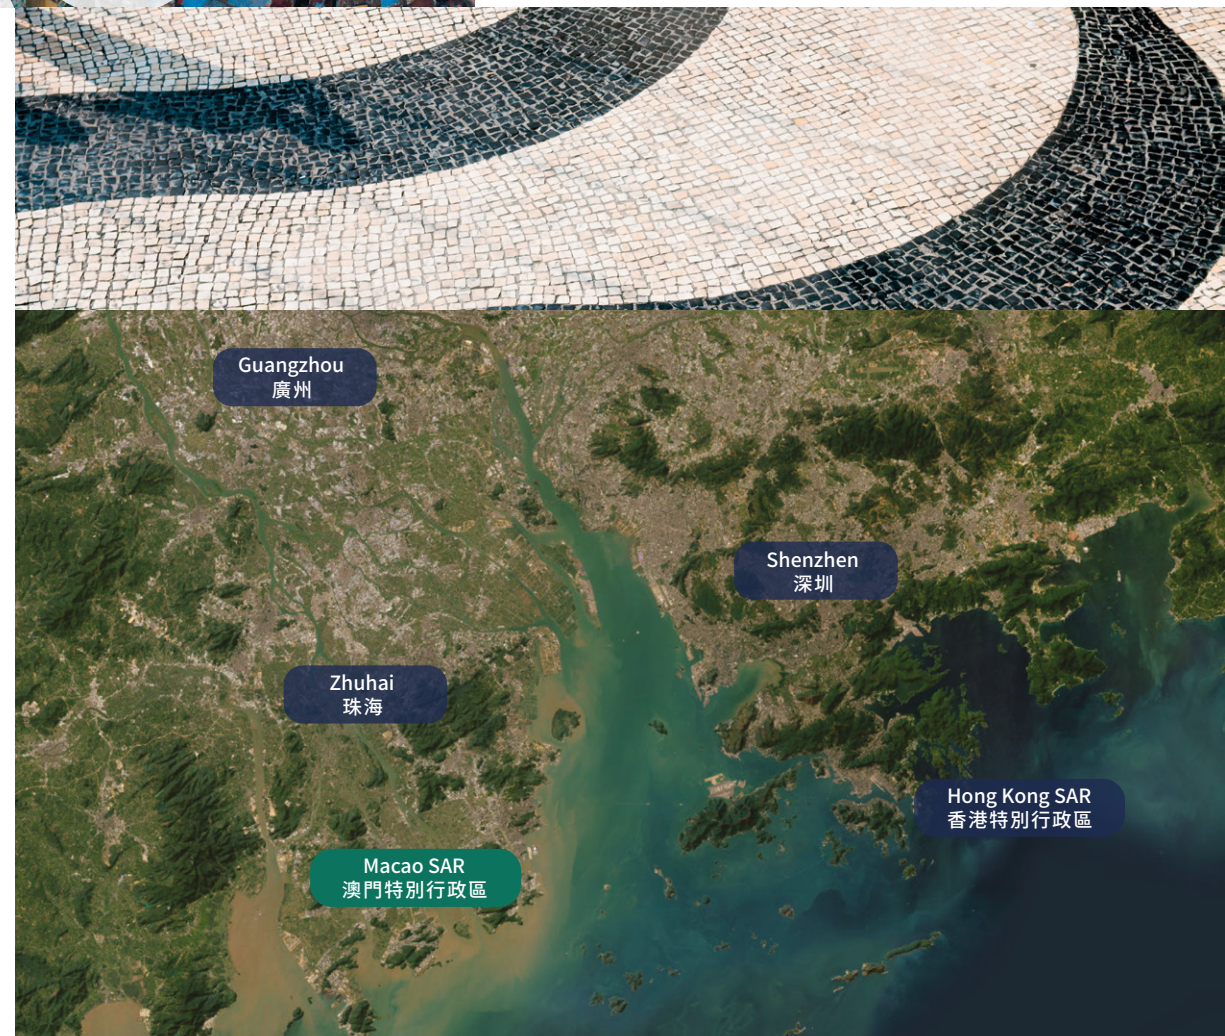 Guangzhou
廣州
Shenzhen
深圳
Zhuhai
珠海
Hong Kong SAR
香港特別行政區
Macao SAR
澳門特別行政區